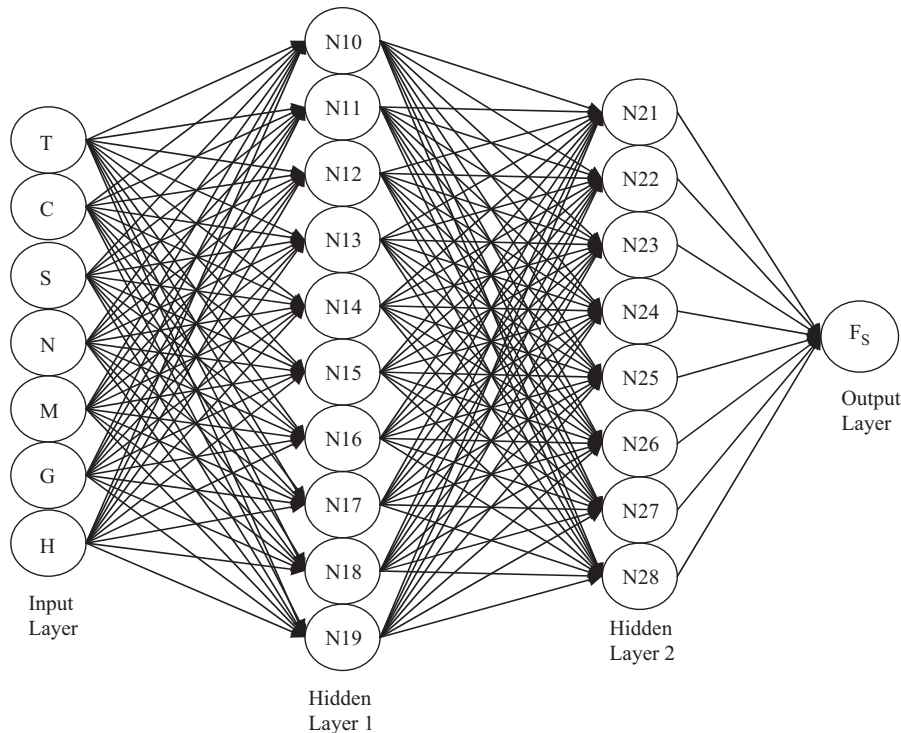 T
C
S
N
M
G
H
Input
Layer
N10
N11
N12
N13
N14
N15
N16
N17
N18
N19
Hidden
Layer 1
N21
N22
N23
N24
N25
N26
N27
N28
Hidden
Layer 2
FS
Output
Layer